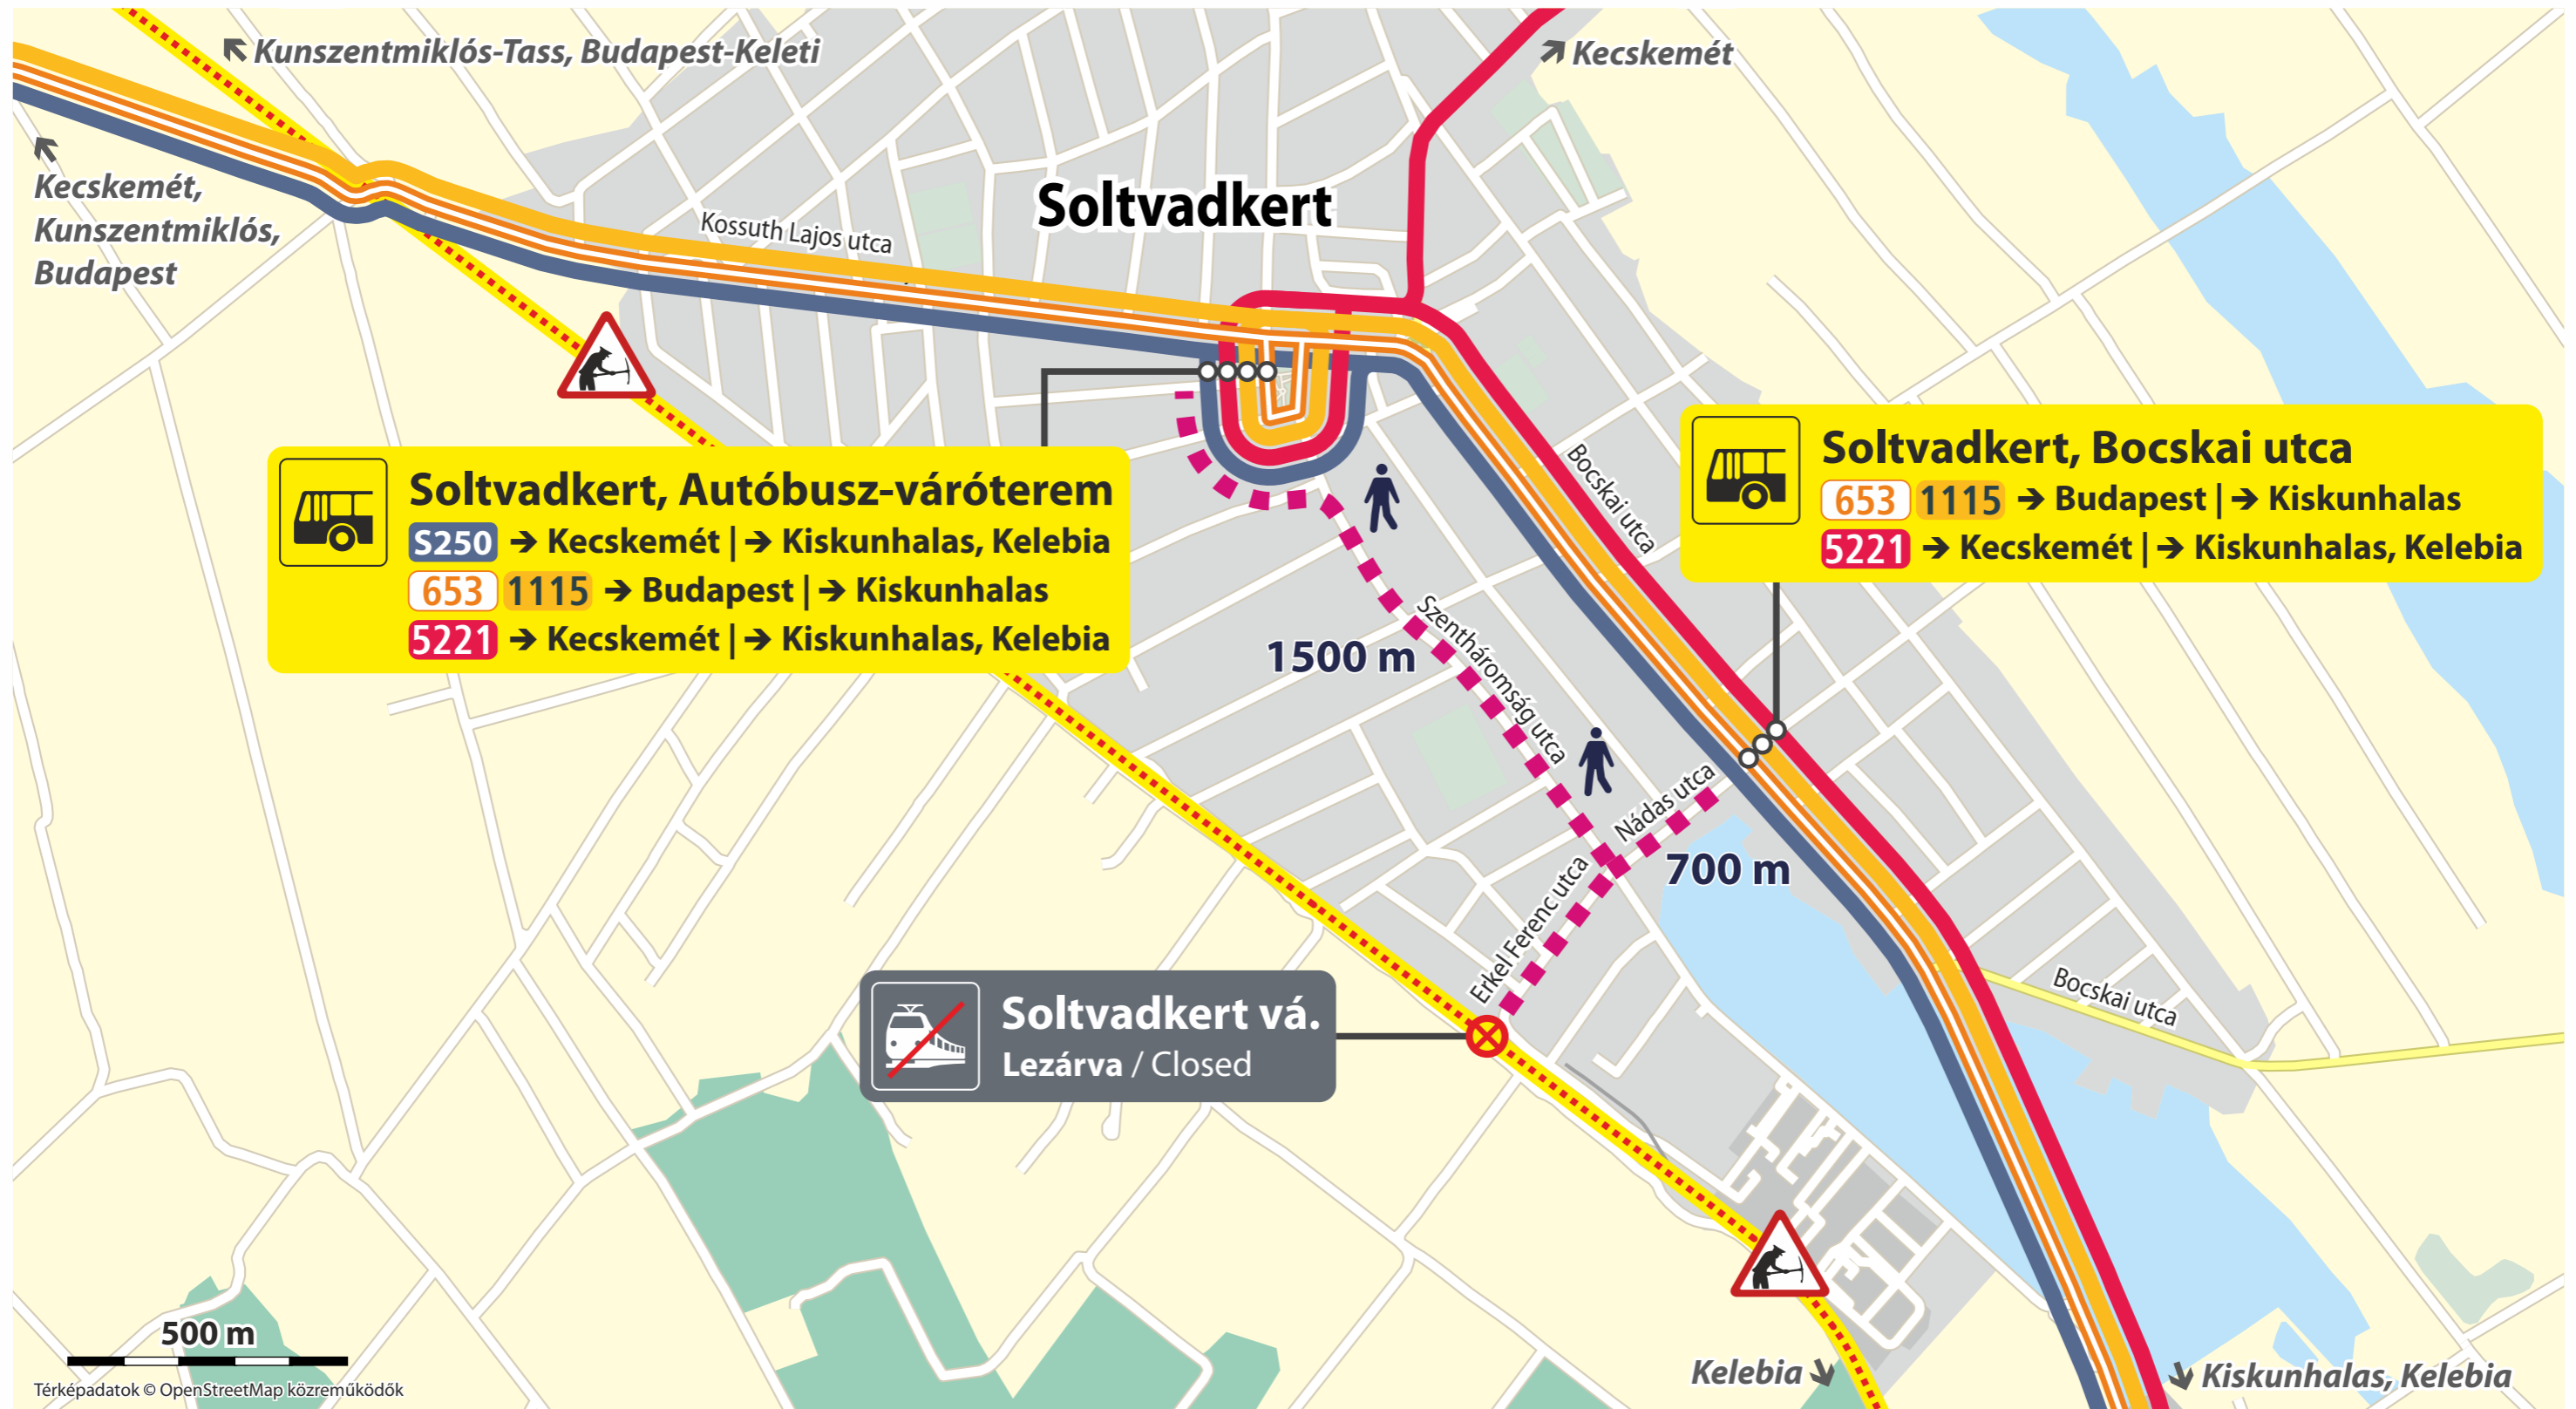 Kunszentmiklós-Tass, Budapest-Keleti
Kecskemét
Kecskemét,
Kunszentmiklós,
Budapest
Soltvadkert
Kossuth Lajos utca
Soltvadkert, Autóbusz-váróterem
S250 → Kecskemét | → Kiskunhalas, Kelebia
653 1115 → Budapest | → Kiskunhalas
5221 → Kecskemét | → Kiskunhalas, Kelebia
Soltvadkert, Bocskai utca
653 1115 → Budapest | → Kiskunhalas
5221 → Kecskemét | → Kiskunhalas, Kelebia
Bocskai utca
1500 m
Szentháromság utca
Nádas utca
700 m
Erkel Ferenc utca
Soltvadkert vá.
Lezárva / Closed
Bocskai utca
500 m
Térképadatok © OpenStreetMap közreműködők
Kelebia
Kiskunhalas, Kelebia